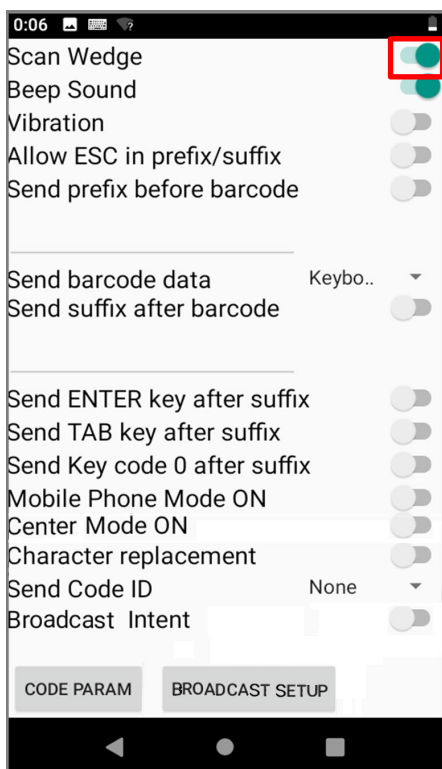 0:06
Scan Wedge
Beep Sound
Vibration
Allow ESC in prefix/suffix
Send prefix before barcode
Send barcode data Keybo..
Send suffix after barcode
Send ENTER key after suffix
Send TAB key after suffix
Send Key code 0 after suffix
Mobile Phone Mode ON
Center Mode ON
Character replacement
Send Code ID None
Broadcast Intent
CODE PARAM BROADCAST SETUP